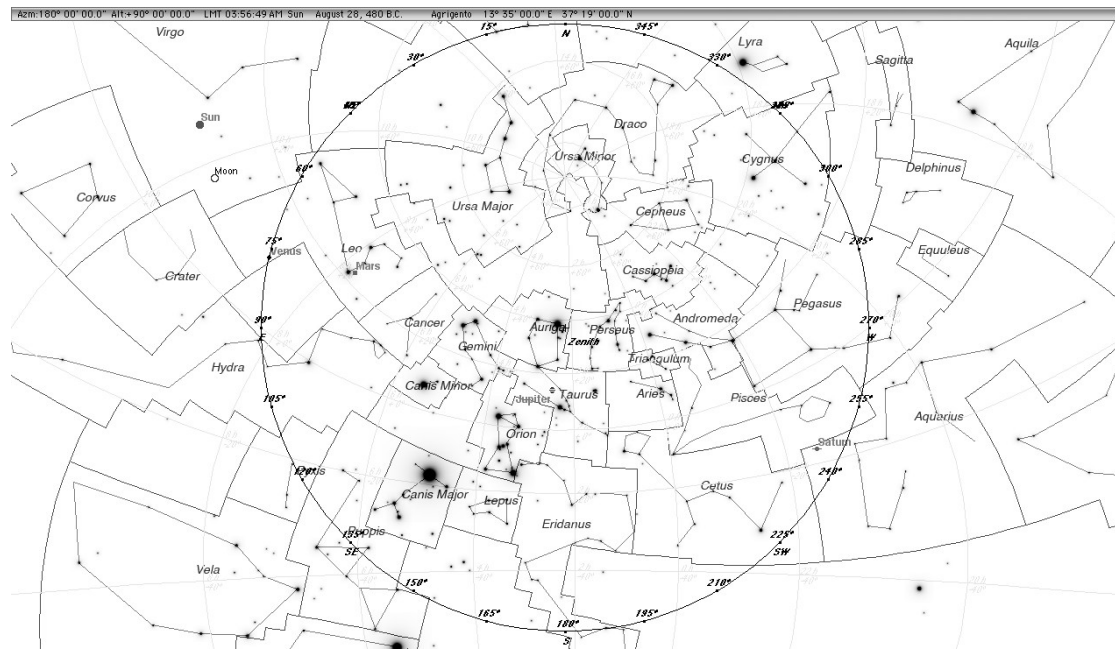 Azm:180° 00' 00.0" Alt:+90° 00' 00.0" LMT 03:56:49 AM Sun August 28, 480 B.C. Agrigento 13° 35' 00.0" E 37° 19' 00.0" N
15° N 345°
Virgo
Lyra
Aquila
30° 330°
Sagitta
Sun
Draco
Ursa Minor
Cygnus
Delphinus
60° 300°
Moon
Corvus
Ursa Major
Cepheus
75° 285°
Venus
Leo
Equuleus
Mars
Cassiopeia
Crater
Pegasus
Andromeda
90° 270°
Cancer
Auriga
Perseus
E W
Zenith
Gemini
Triangulum
Hydra
Canis Minor
Jupiter
Taurus
Aries
Pisces
105° 255°
Aquarius
Orion
Saturn
120° 240°
Cetus
Canis Major
Lepus
Eridanus
Puppis
135° 225°
SE SW
Vela
150° 210°
165° 180° 195°
S